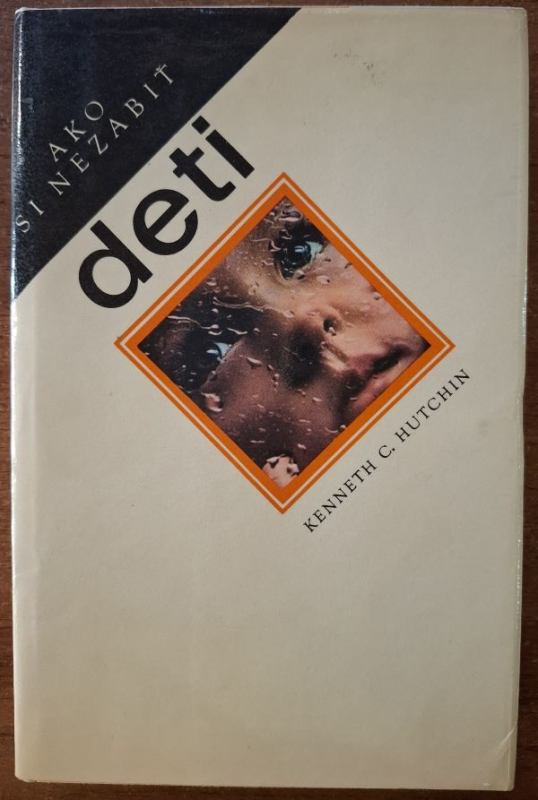 AKO
SI NEZABIŤ
deti
KENNETH C. HUTCHIN